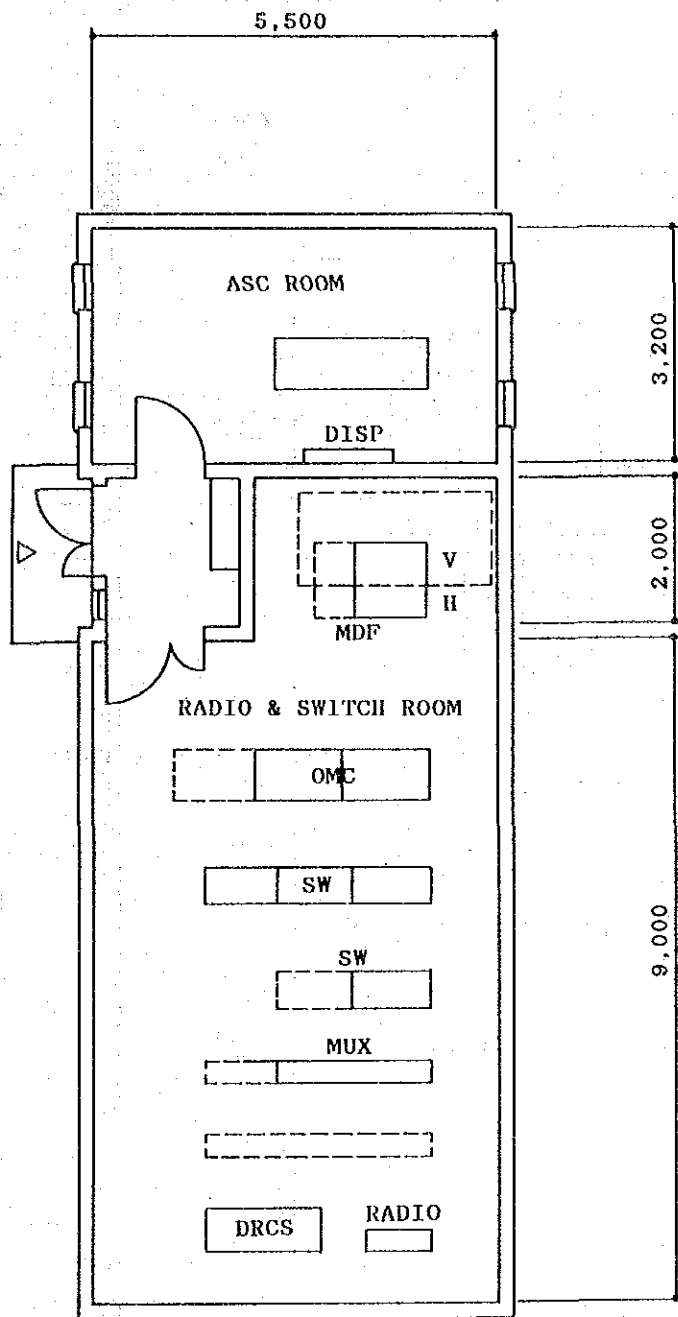 5,500
ASC ROOM
3,200
DISP
V
2,000
H
MDF
RADIO & SWITCH ROOM
OMC
SW
9,000
SW
MUX
DRCS
RADIO